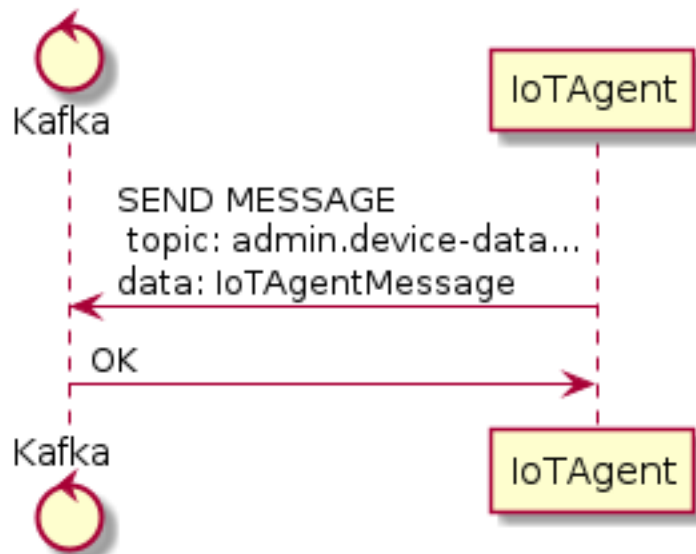 Kafka
IoTAgent
SEND MESSAGE
topic: admin.device-data...
data: IoTAgentMessage
OK
Kafka
IoTAgent